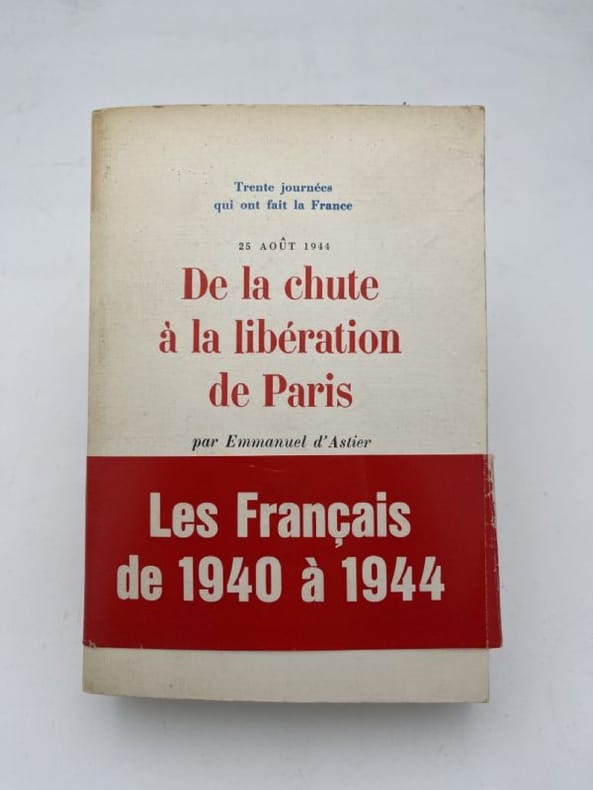 Trente journées
qui ont fait la France
25 AOÛT 1944
De la chute
à la libération
de Paris
par Emmanuel d'Astier
Les Français
de 1940 à 1944